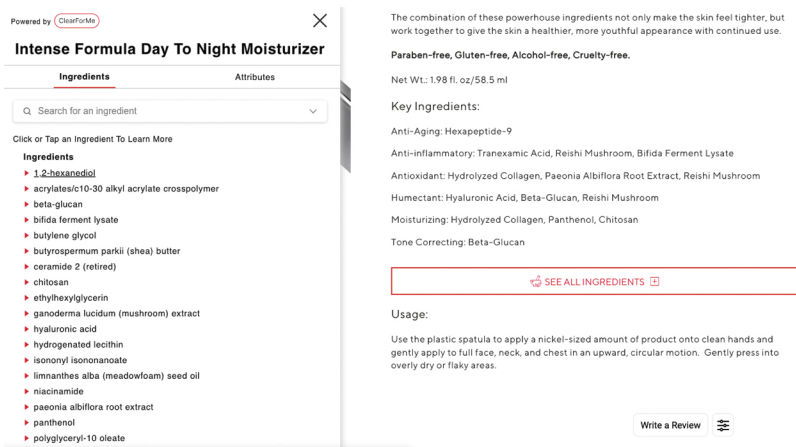 Powered by ClearForMe
Intense Formula Day To Night Moisturizer
Ingredients
Attributes
Search for an ingredient
Click or Tap an Ingredient To Learn More
Ingredients
1,2-hexanediol
acrylates/c10-30 alkyl acrylate crosspolymer
beta-glucan
bifida ferment lysate
butylene glycol
butyrospermum parkii (shea) butter
ceramide 2 (retired)
chitosan
ethylhexylglycerin
ganoderma lucidum (mushroom) extract
hyaluronic acid
hydrogenated lecithin
isononyl isononanoate
limnanthes alba (meadowfoam) seed oil
niacinamide
paeonia albiflora root extract
panthenol
polyglyceryl-10 oleate
The combination of these powerhouse ingredients not only make the skin feel tighter, but
work together to give the skin a healthier, more youthful appearance with continued use.
Paraben-free, Gluten-free, Alcohol-free, Cruelty-free.
Net Wt.: 1.98 fl. oz/58.5 ml
Key Ingredients:
Anti-Aging: Hexapeptide-9
Anti-inflammatory: Tranexamic Acid, Reishi Mushroom, Bifida Ferment Lysate
Antioxidant: Hydrolyzed Collagen, Paeonia Albiflora Root Extract, Reishi Mushroom
Humectant: Hyaluronic Acid, Beta-Glucan, Reishi Mushroom
Moisturizing: Hydrolyzed Collagen, Panthenol, Chitosan
Tone Correcting: Beta-Glucan
SEE ALL INGREDIENTS
Usage:
Use the plastic spatula to apply a nickel-sized amount of product onto clean hands and
gently apply to full face, neck, and chest in an upward, circular motion. Gently press into
overly dry or flaky areas.
Write a Review